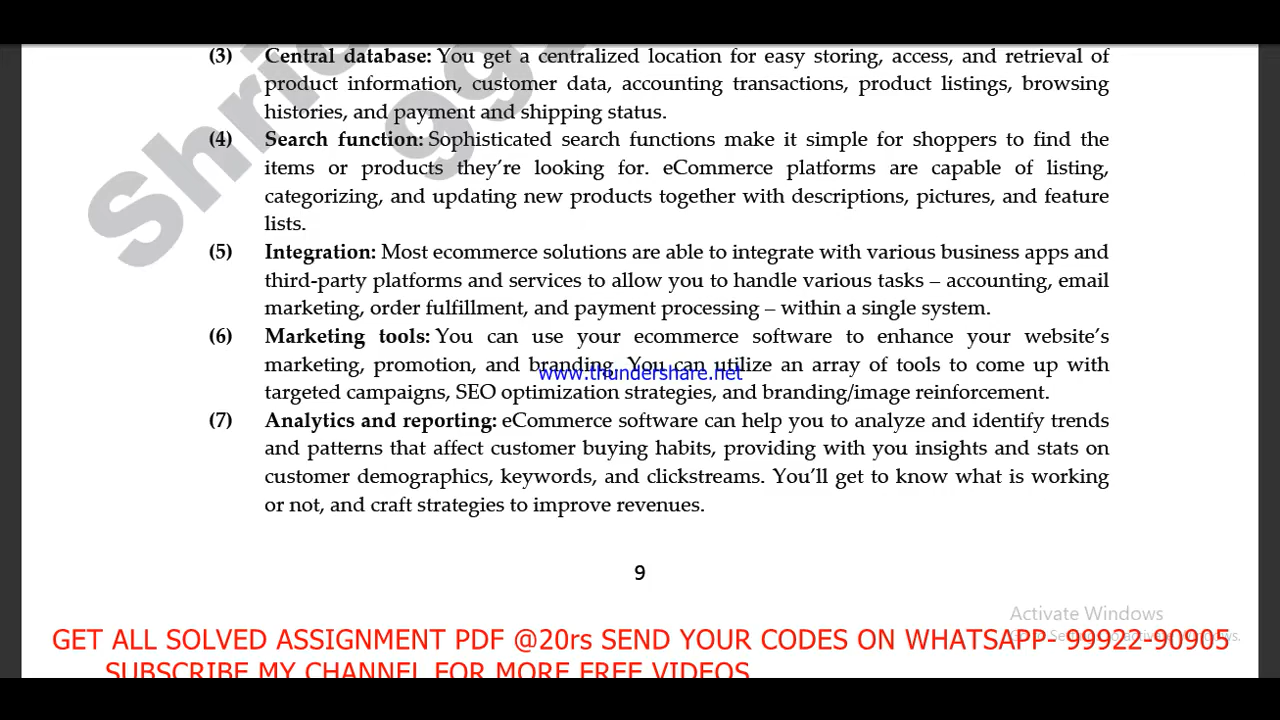 (3) Central database: You get a centralized location for easy storing, access, and retrieval of
product information, customer data, accounting transactions, product listings, browsing
histories, and payment and shipping status.
(4) Search function: Sophisticated search functions make it simple for shoppers to find the
items or products they’re looking for. eCommerce platforms are capable of listing,
categorizing, and updating new products together with descriptions, pictures, and feature
lists.
(5) Integration: Most ecommerce solutions are able to integrate with various business apps and
third-party platforms and services to allow you to handle various tasks – accounting, email
marketing, order fulfillment, and payment processing – within a single system.
(6) Marketing tools: You can use your ecommerce software to enhance your website’s
marketing, promotion, and branding. You can utilize an array of tools to come up with
www.thundershare.net
targeted campaigns, SEO optimization strategies, and branding/image reinforcement.
(7) Analytics and reporting: eCommerce software can help you to analyze and identify trends
and patterns that affect customer buying habits, providing with you insights and stats on
customer demographics, keywords, and clickstreams. You’ll get to know what is working
or not, and craft strategies to improve revenues.
9
Activate Windows
GET ALL SOLVED ASSIGNMENT PDF @20rs SEND YOUR CODES ON WHATSAPP- 99922-90905
SUBSCRIBE MY CHANNEL FOR MORE FREE VIDEOS